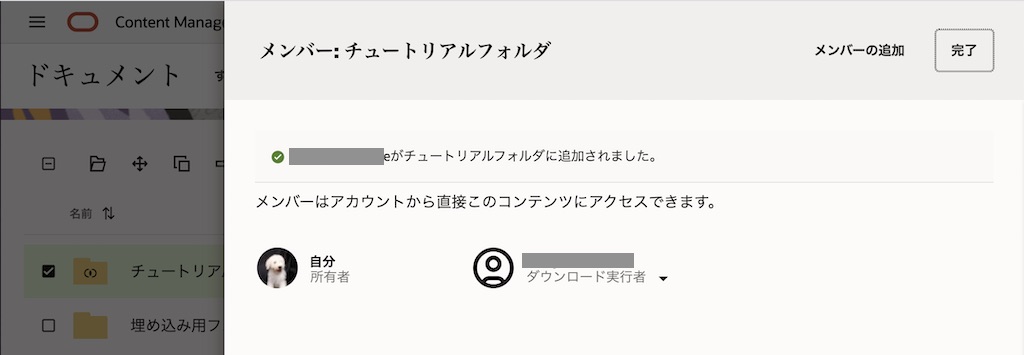 Content Manage
メンバー: チュートリアルフォルダ
メンバーの追加
完了
ドキュメント
eがチュートリアルフォルダに追加されました。
メンバーはアカウントから直接このコンテンツにアクセスできます。
名前
自分
所有者
ダウンロード実行者
チュートリア
埋め込み用フ